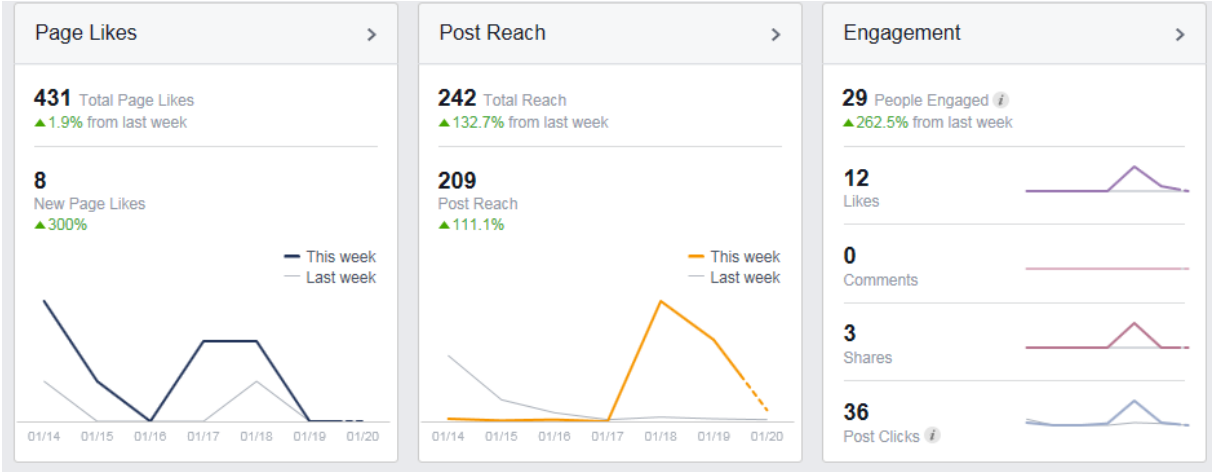 Page Likes
431 Total Page Likes
1.9% from last week
8
New Page Likes
300%
This week
Last week
01/14 01/15 01/16 01/17 01/18 01/19 01/20
Post Reach
242 Total Reach
132.7% from last week
209
Post Reach
111.1%
This week
Last week
01/14 01/15 01/16 01/17 01/18 01/19 01/20
Engagement
29 People Engaged i
262.5% from last week
12
Likes
0
Comments
3
Shares
36
Post Clicks i